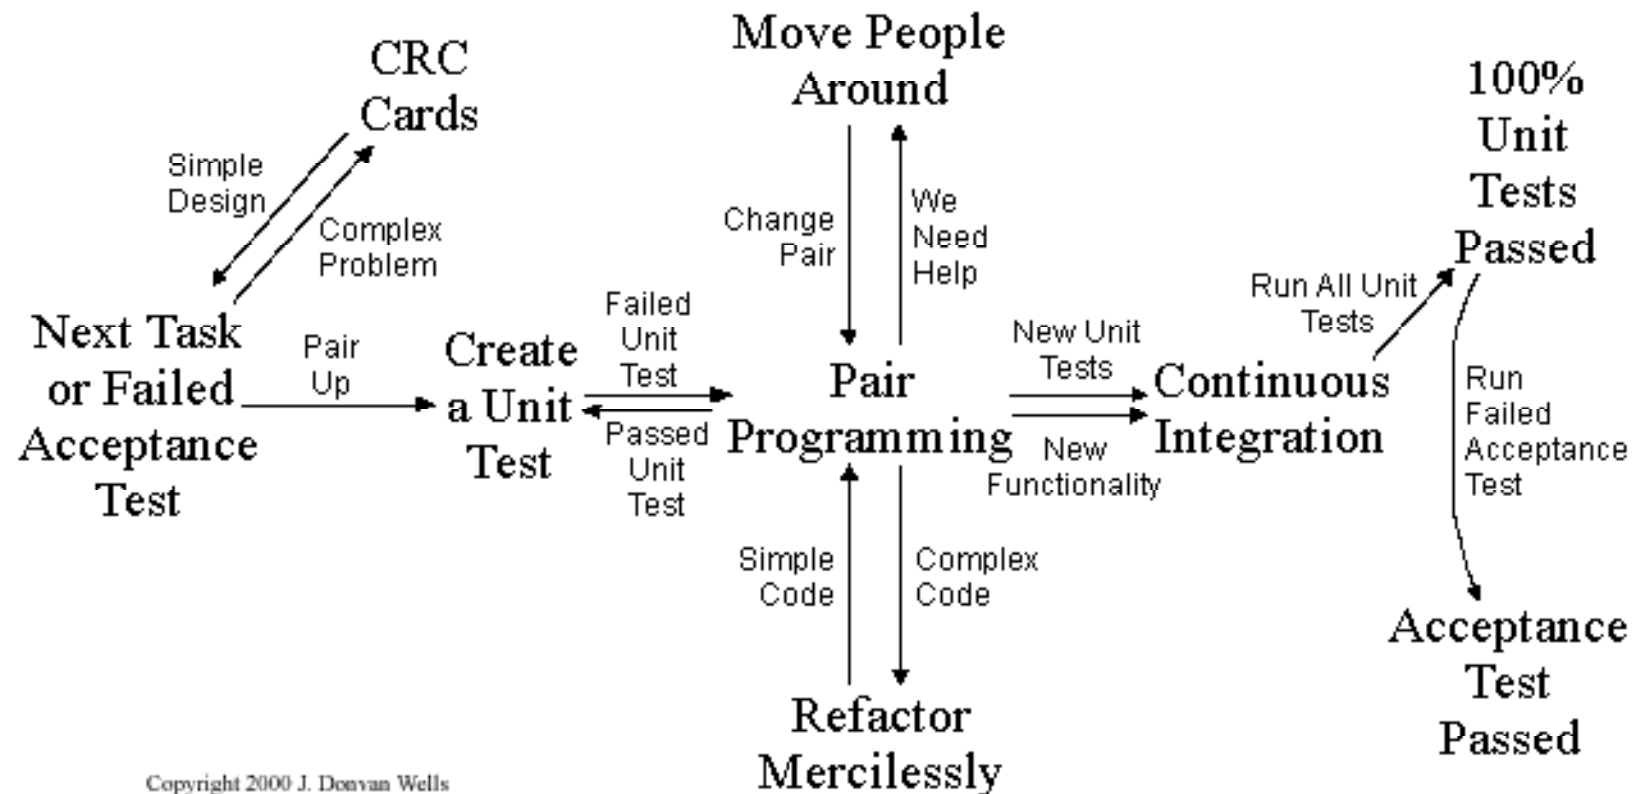 CRC
Cards
Simple
Design
Complex
Problem
Next Task
or Failed
Acceptance
Test
Pair
Up
Create
a Unit
Test
Failed
Unit
Test
Passed
Unit
Test
Move People
Around
Change
Pair
We
Need
Help
Pair
Programming
Simple
Code
Complex
Code
Refactor
Mercilessly
New Unit
Tests
New
Functionality
Continuous
Integration
Run All Unit
Tests
100%
Unit
Tests
Passed
Run
Failed
Acceptance
Test
Acceptance
Test
Passed
Copyright 2000 J. Donvan Wells